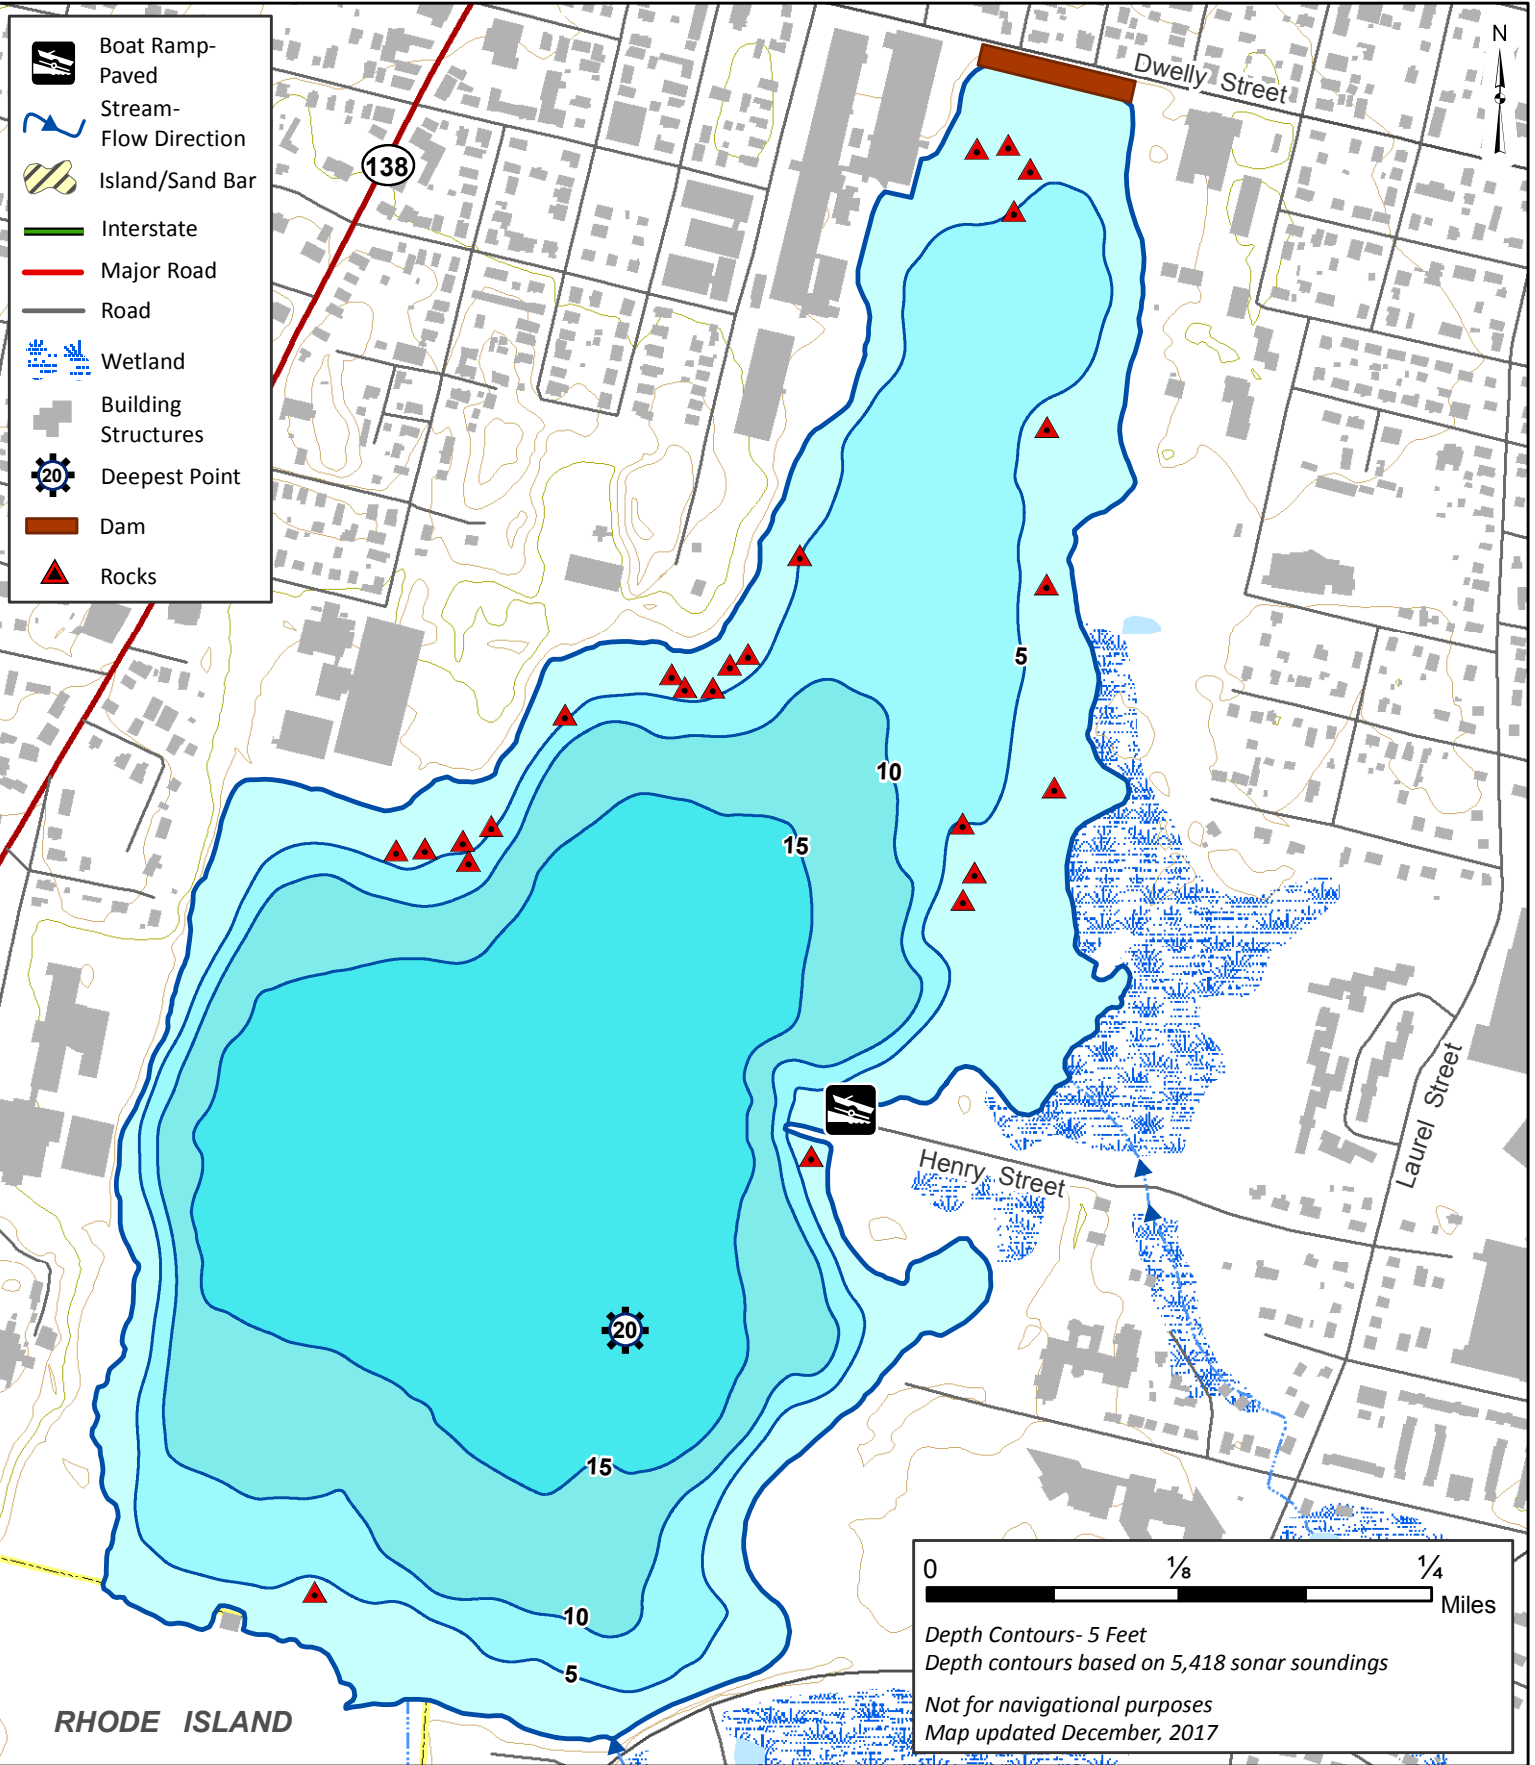 Boat Ramp-
Paved
Stream-
Flow Direction
Island/Sand Bar
Interstate
Major Road
Road
Wetland
Building
Structures
20
Deepest Point
Dam
Rocks
138
N
Dwelly Street
5
10
15
20
15
10
5
Henry Street
Laurel Street
RHODE ISLAND
0 ⅛ ¼
Miles
Depth Contours- 5 Feet
Depth contours based on 5,418 sonar soundings
Not for navigational purposes
Map updated December, 2017